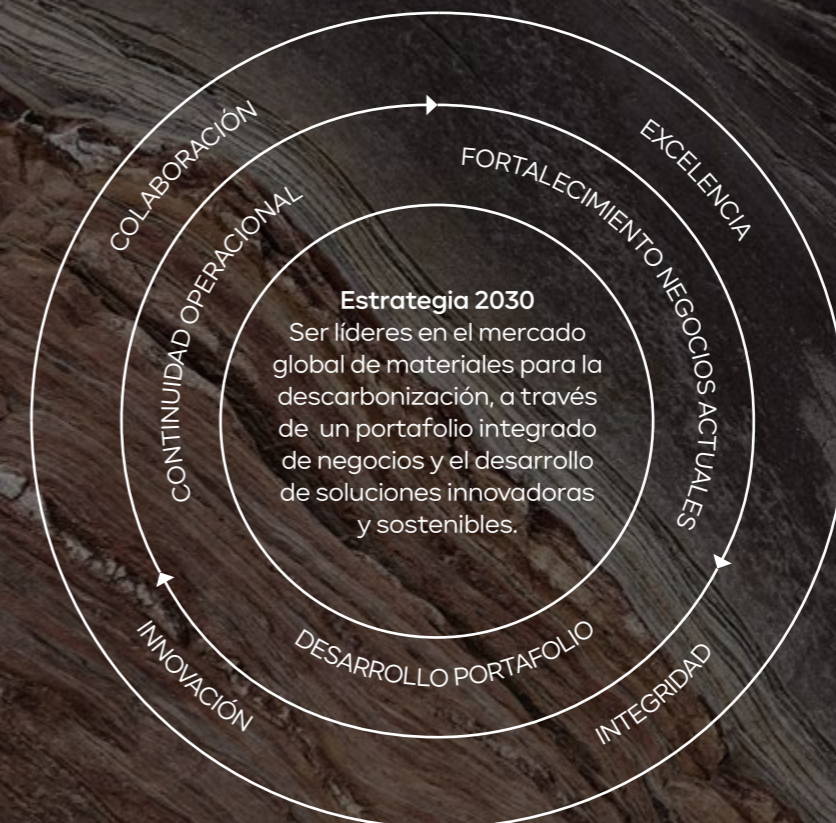 COLABORACIÓN
EXCELENCIA
CONTINUIDAD OPERACIONAL
FORTALECIMIENTO NEGOCIOS ACTUALES
Estrategia 2030
Ser líderes en el mercado
global de materiales para la
descarbonización, a través
de un portafolio integrado
de negocios y el desarrollo
de soluciones innovadoras
y sostenibles.
DESARROLLO PORTAFOLIO
INNOVACIÓN
INTEGRIDAD